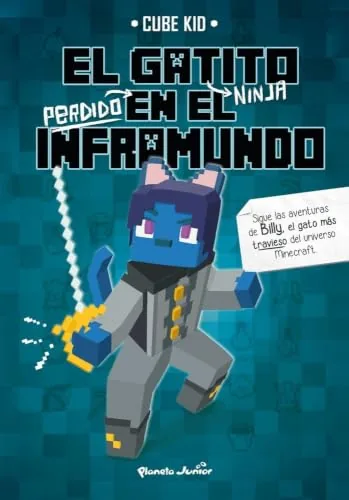 • CUBE KID •
EL GATITO
NINJA
PERDIDO EN EL
INFRAMUNDO
Sigue las aventuras
de Billy, el gato más
travieso del universo
Minecraft.
Planeta Junior